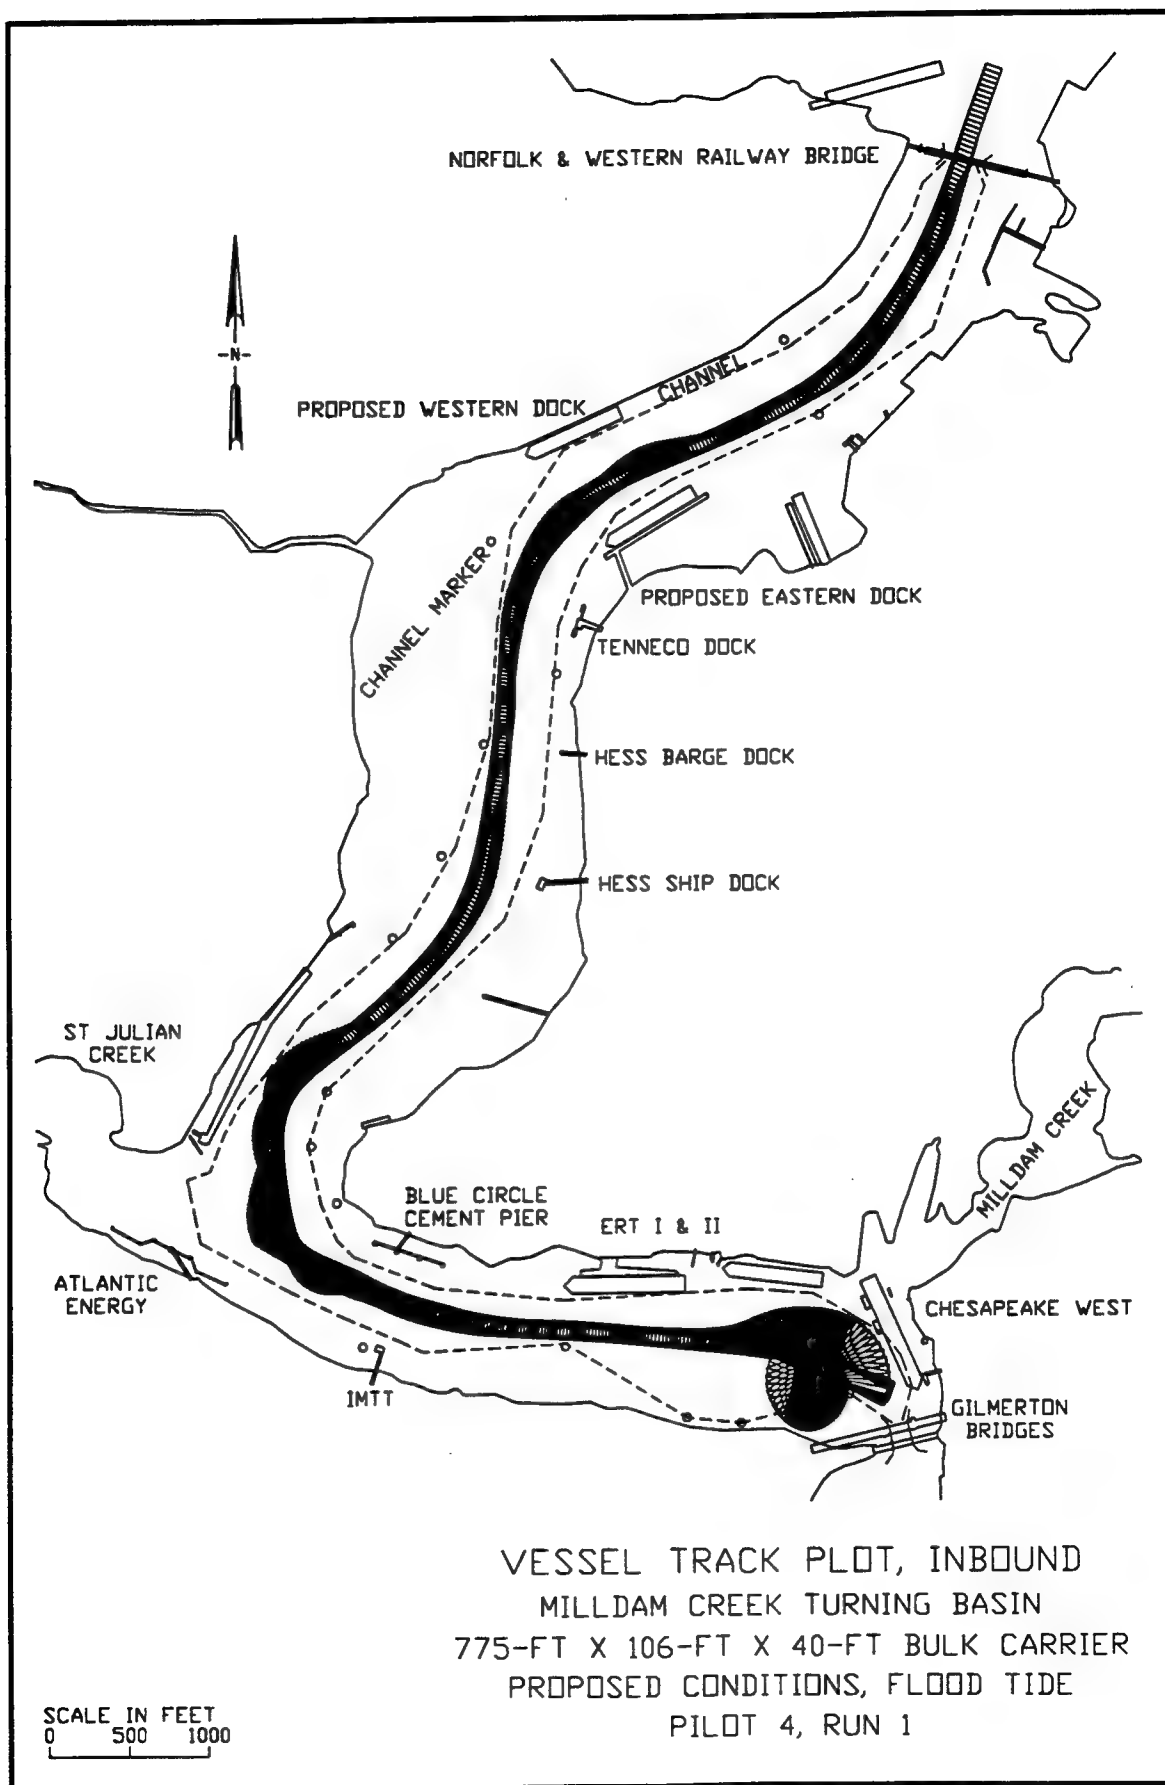 NORFOLK & WESTERN RAILWAY BRIDGE
-N-
CHANNEL
PROPOSED WESTERN DOCK
CHANNEL MARKER
PROPOSED EASTERN DOCK
TENNECO DOCK
HESS BARGE DOCK
HESS SHIP DOCK
ST JULIAN
CREEK
MILLDAM CREEK
BLUE CIRCLE
CEMENT PIER
ERT I & II
ATLANTIC
ENERGY
CHESAPEAKE WEST
IMTT
GILMERTON
BRIDGES
VESSEL TRACK PLOT, INBOUND
MILLDAM CREEK TURNING BASIN
775-FT X 106-FT X 40-FT BULK CARRIER
PROPOSED CONDITIONS, FLOOD TIDE
PILOT 4, RUN 1
SCALE IN FEET
0 500 1000